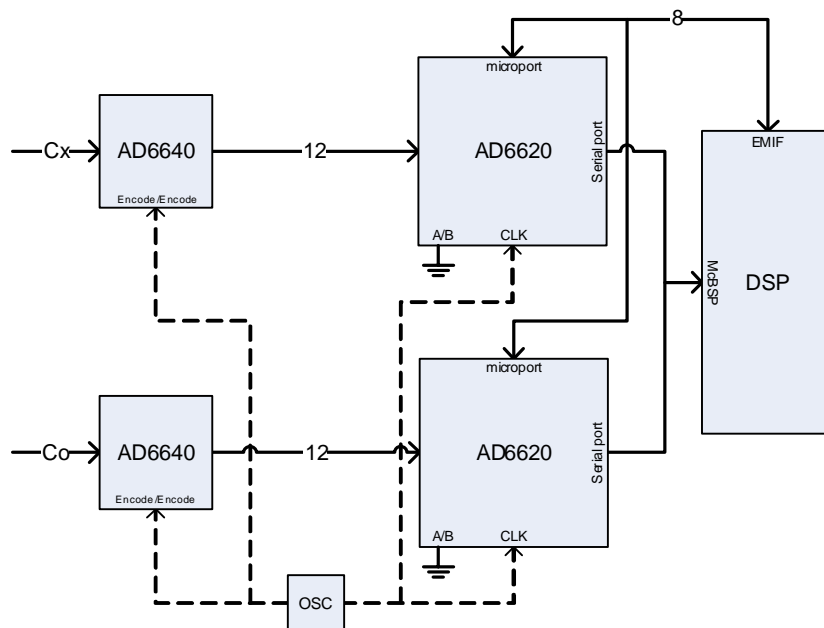 8
microport
Cx
AD6640
12
AD6620
Serial port
EMIF
Encode/Encode
A/B
CLK
McBSP
DSP
microport
Co
AD6640
12
AD6620
Serial port
Encode/Encode
A/B
CLK
OSC